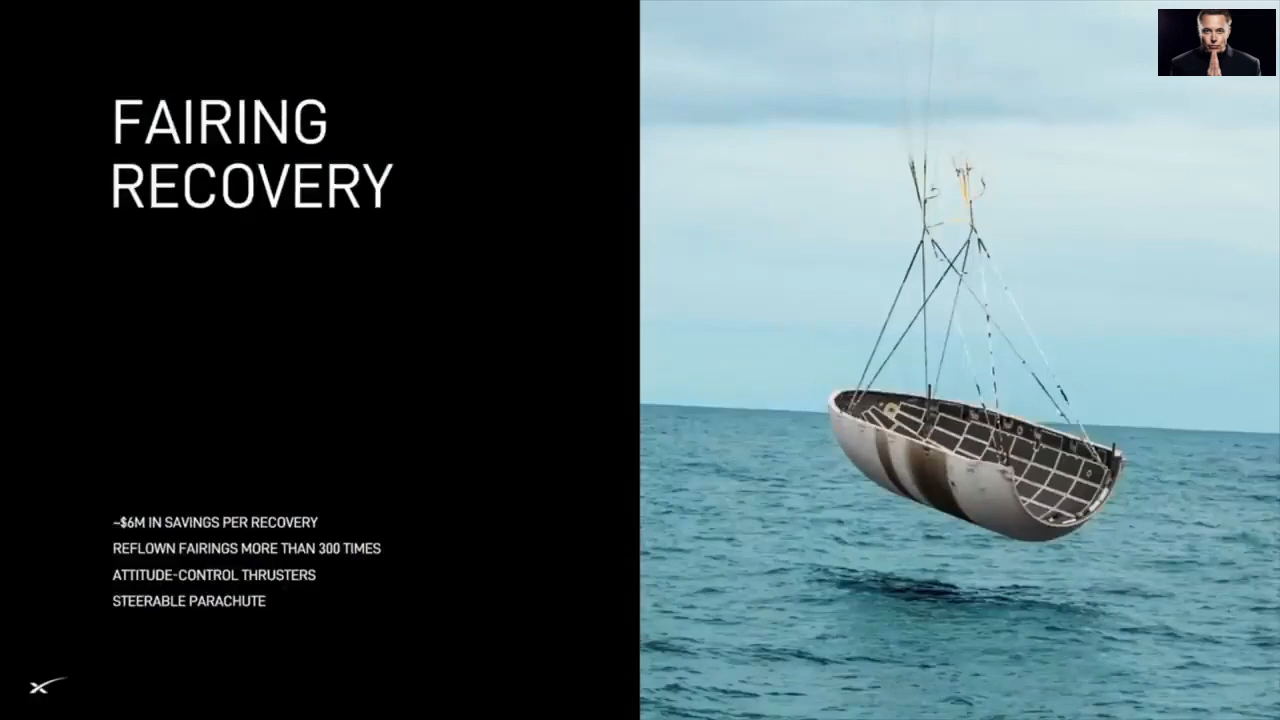 FAIRING
RECOVERY
~$6M IN SAVINGS PER RECOVERY
REFLOWN FAIRINGS MORE THAN 300 TIMES
ATTITUDE-CONTROL THRUSTERS
STEERABLE PARACHUTE